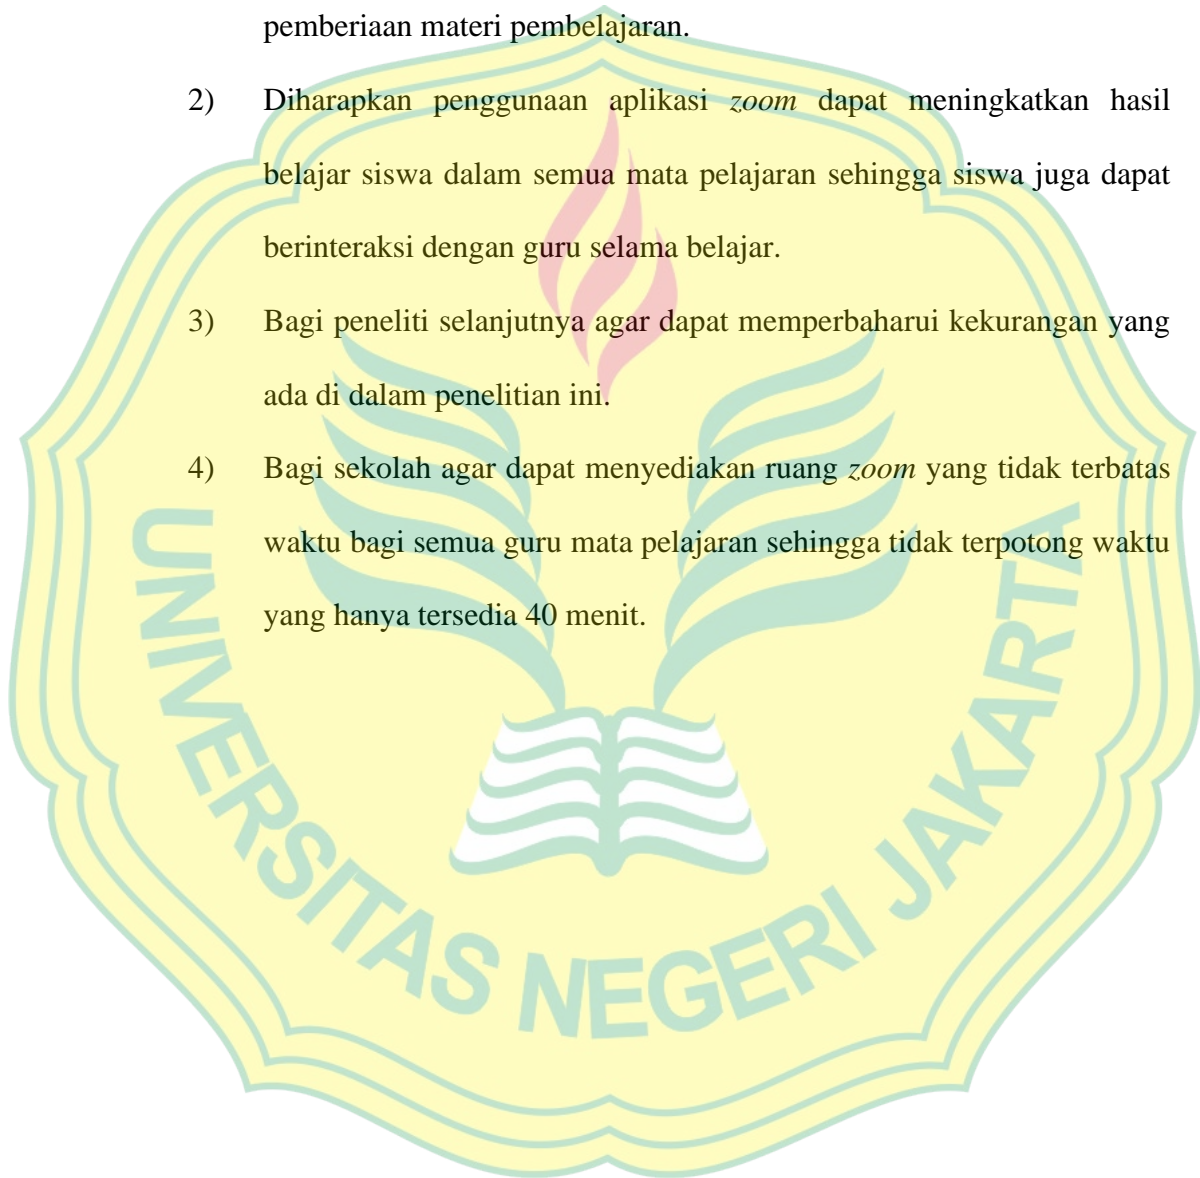 pemberiaan materi pembelajaran.
2) Diharapkan penggunaan aplikasi zoom dapat meningkatkan hasil
belajar siswa dalam semua mata pelajaran sehingga siswa juga dapat
berinteraksi dengan guru selama belajar.
3) Bagi peneliti selanjutnya agar dapat memperbaharui kekurangan yang
ada di dalam penelitian ini.
4) Bagi sekolah agar dapat menyediakan ruang zoom yang tidak terbatas
waktu bagi semua guru mata pelajaran sehingga tidak terpotong waktu
yang hanya tersedia 40 menit.
UNIVERSITAS NEGERI JAKARTA